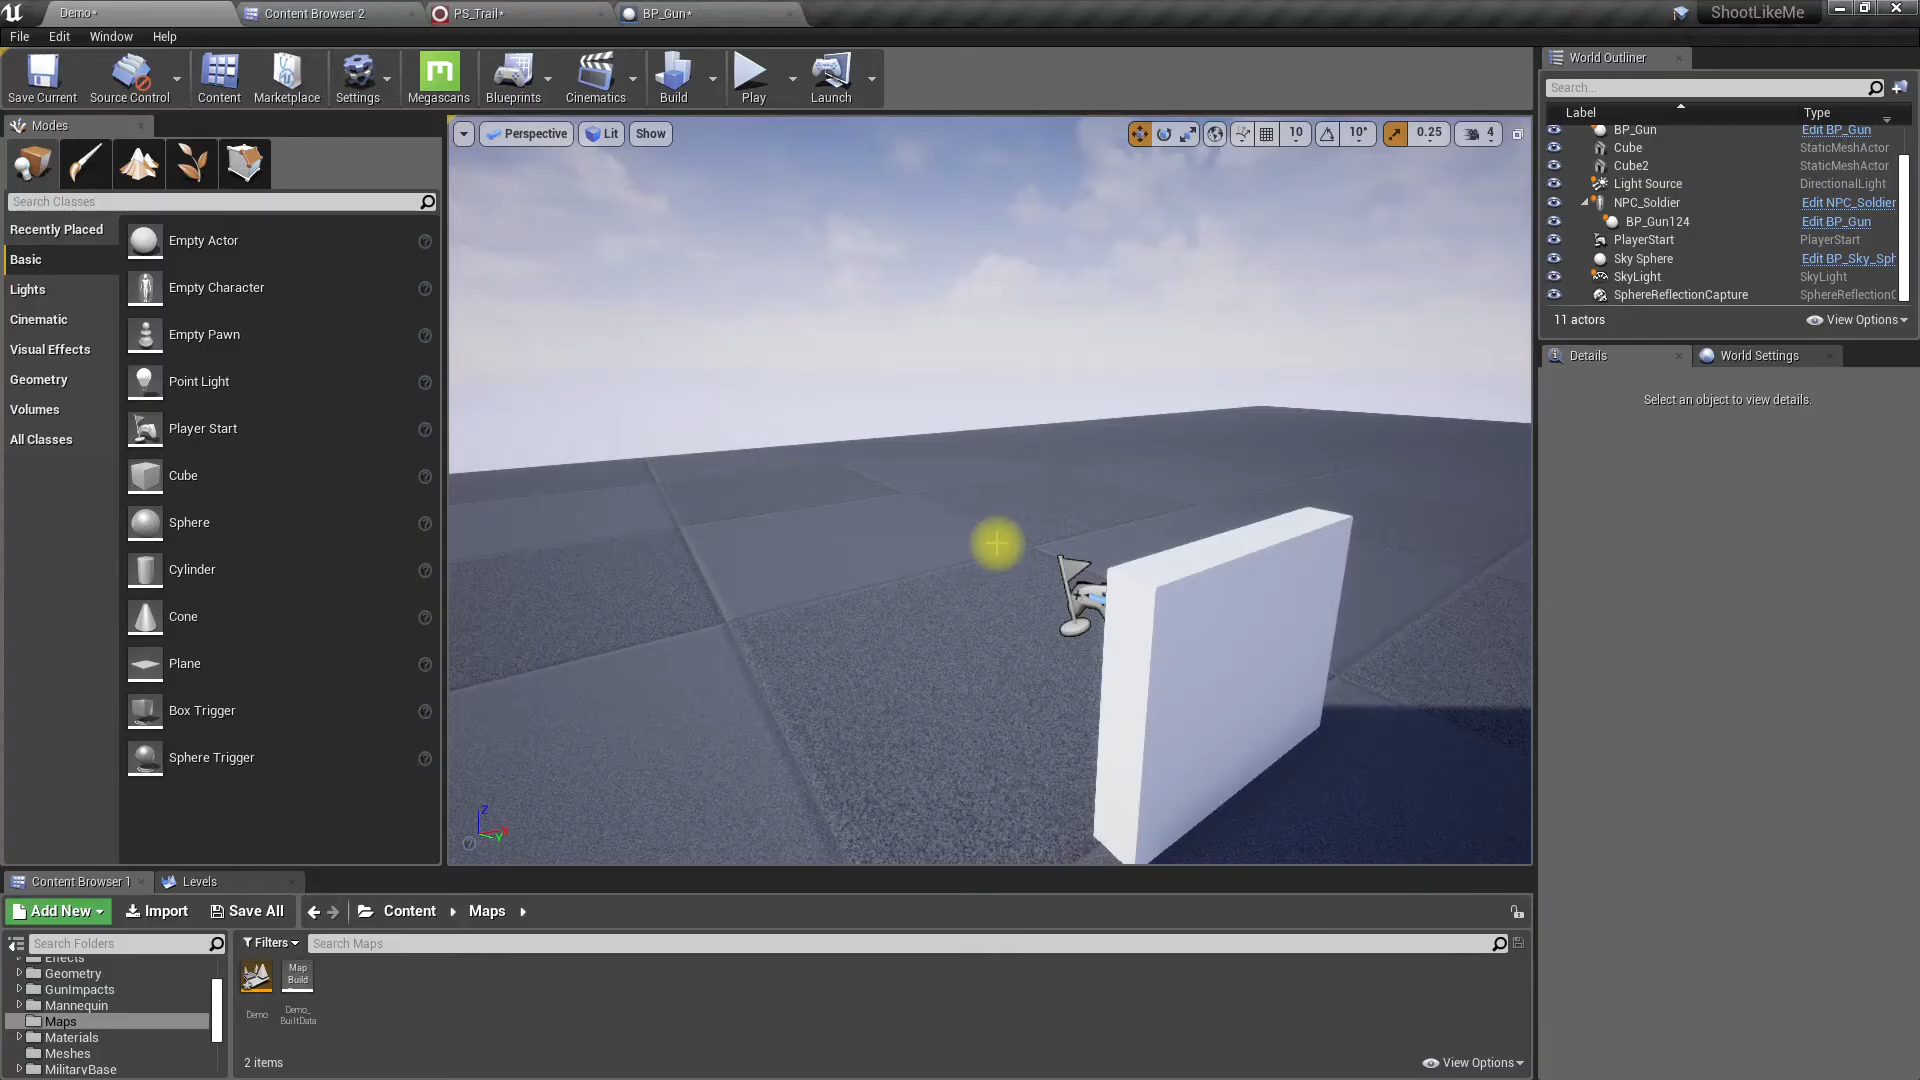 Demo*
Content Browser 2
PS_Trail*
BP_Gun*
ShootLikeMe
File
Edit
Window
Help
Save Current
Source Control
Content
Marketplace
Settings
Megascans
Blueprints
Cinematics
Build
Play
Launch
Modes
Search Classes
Recently Placed
Basic
Lights
Cinematic
Visual Effects
Geometry
Volumes
All Classes
Empty Actor
Empty Character
Empty Pawn
Point Light
Player Start
Cube
Sphere
Cylinder
Cone
Plane
Box Trigger
Sphere Trigger
Perspective
Lit
Show
10
10°
0.25
4
Z
X
Y
World Outliner
Search...
Label
Type
BP_Gun
Edit BP_Gun
Cube
StaticMeshActor
Cube2
StaticMeshActor
Light Source
DirectionalLight
NPC_Soldier
Edit NPC_Soldier
BP_Gun124
Edit BP_Gun
PlayerStart
PlayerStart
Sky Sphere
Edit BP_Sky_Sph
SkyLight
SkyLight
SphereReflectionCapture
SphereReflectionC
11 actors
View Options
Details
World Settings
Select an object to view details.
Content Browser 1
Levels
Add New
Import
Save All
Content
Maps
Search Folders
Filters
Search Maps
Effects
Geometry
GunImpacts
Mannequin
Maps
Materials
Meshes
MilitaryBase
Map
Build
Demo
Demo_
BuiltData
2 items
View Options